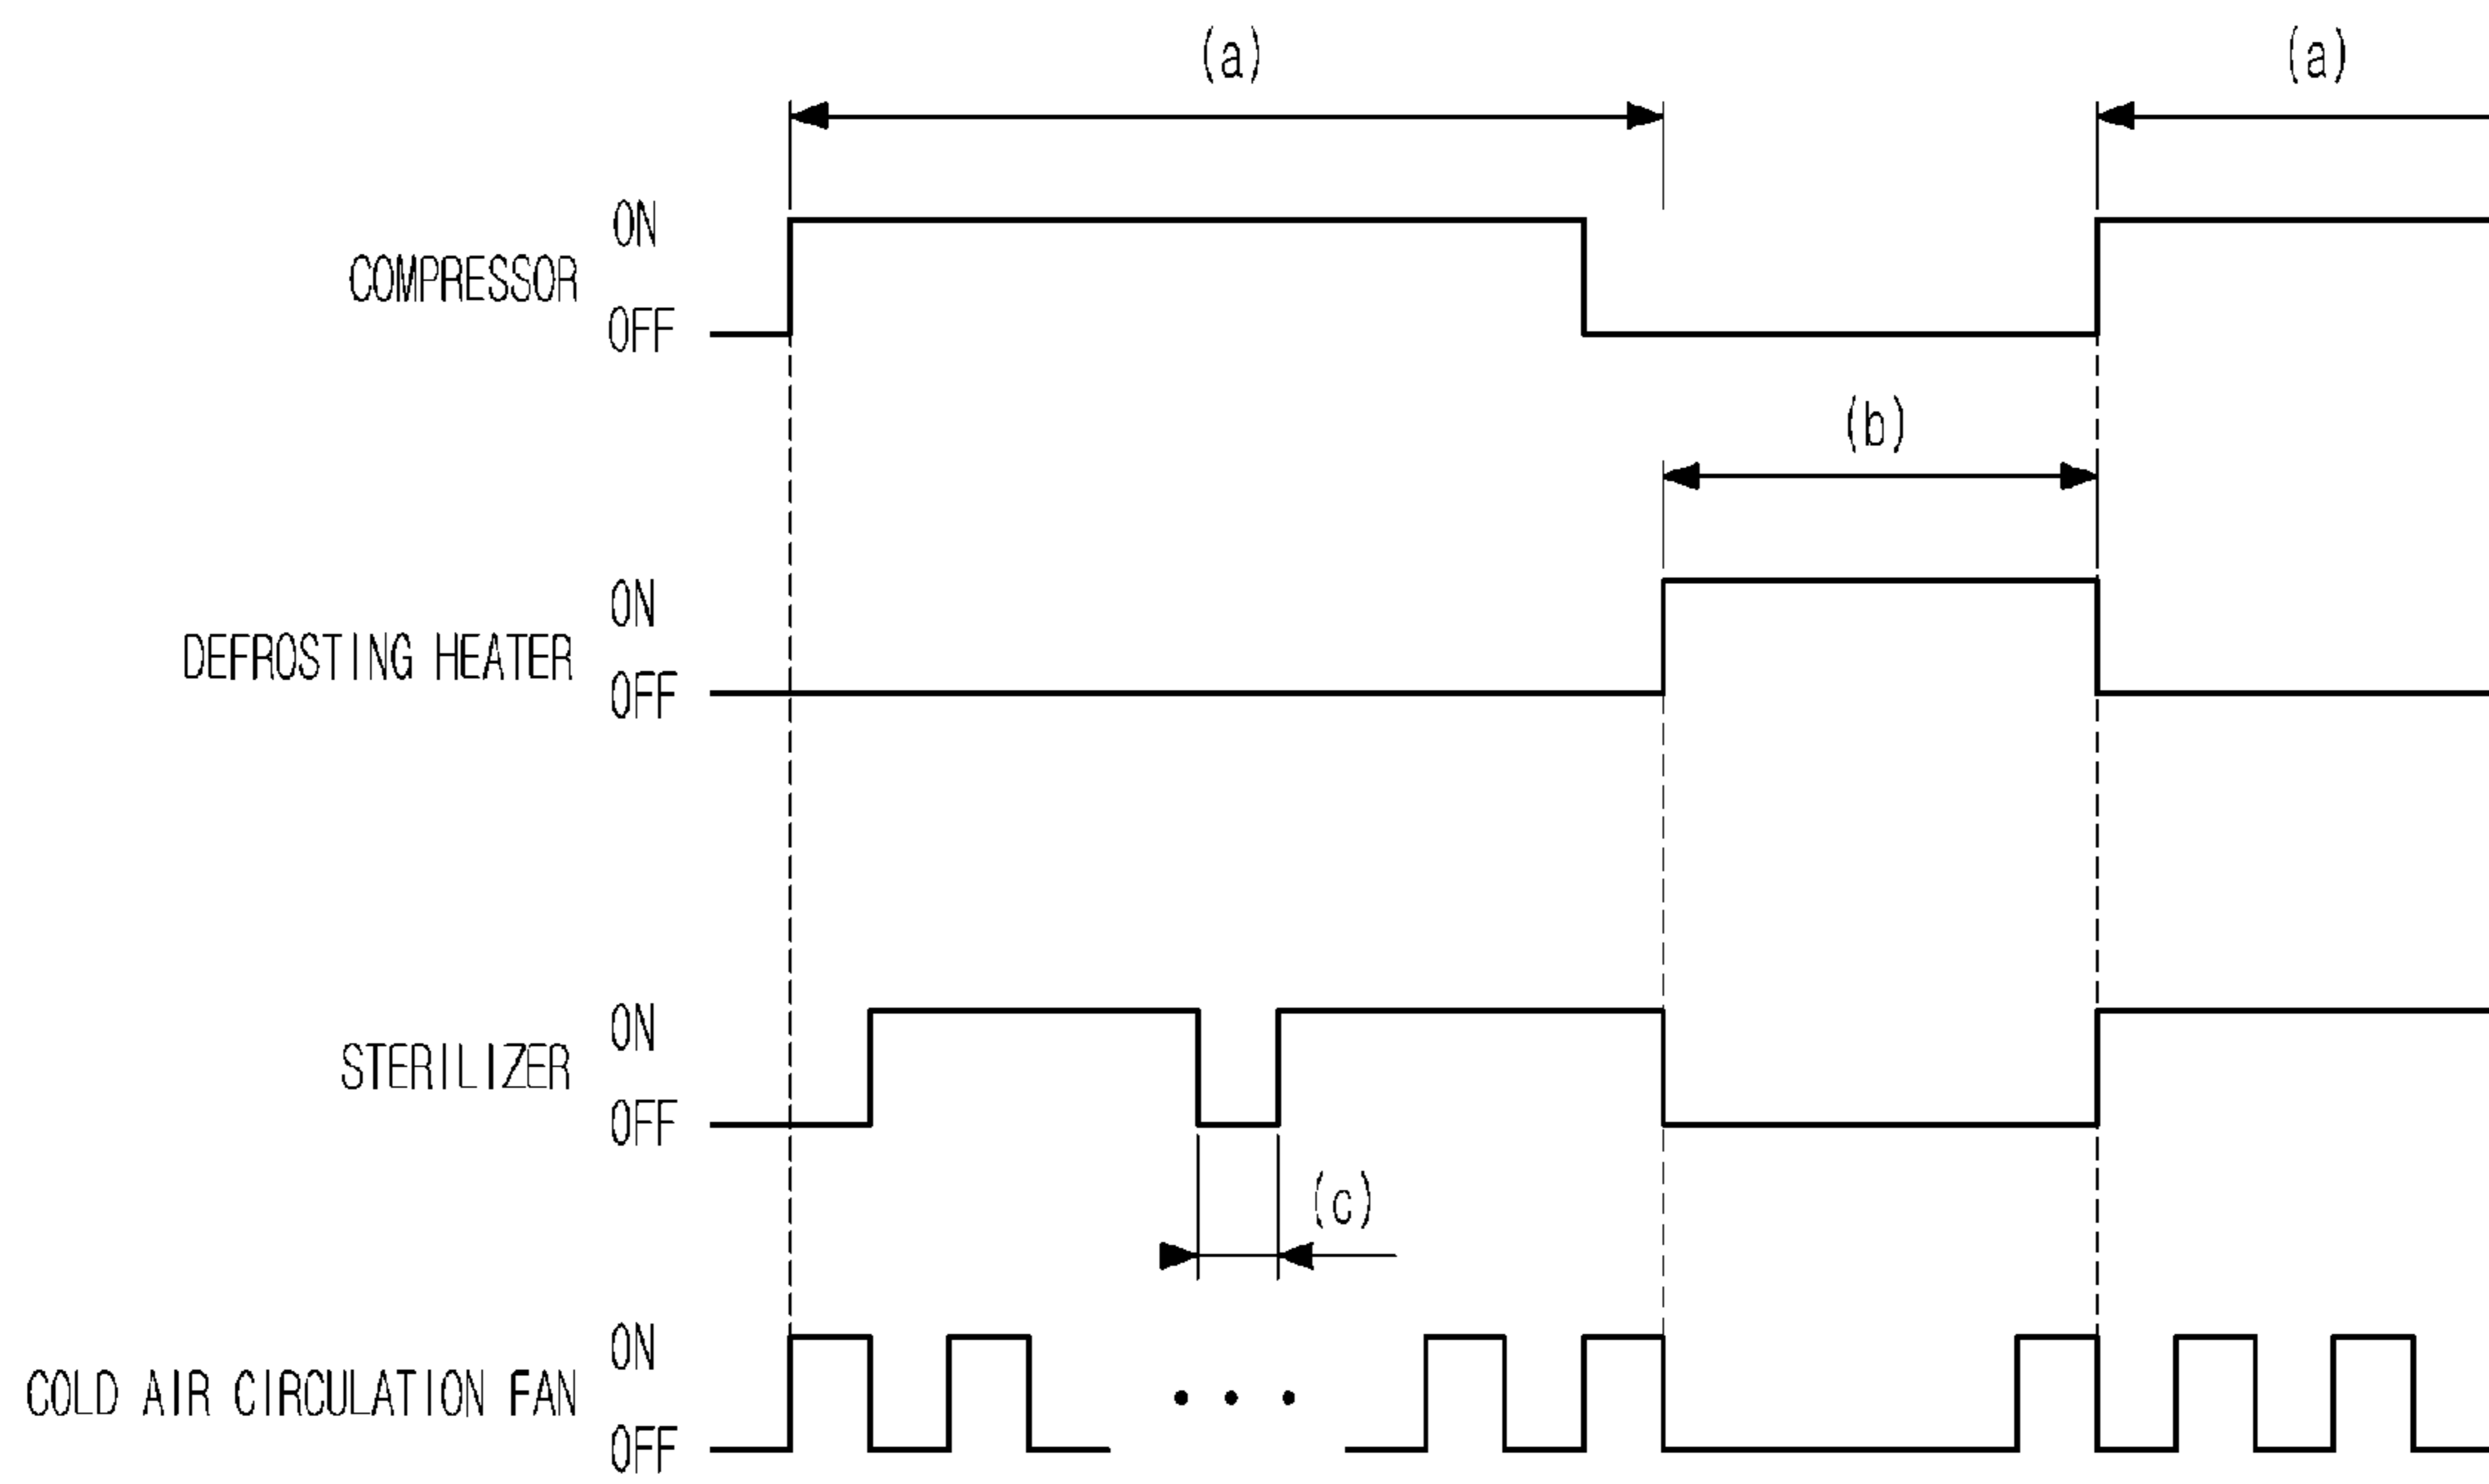 (a) (a)
ON
COMPRESSOR
OFF
(b)
ON
DEFROSTING HEATER
OFF
ON
STERILIZER
OFF
(c)
ON
COLD AIR CIRCULATION FAN
OFF